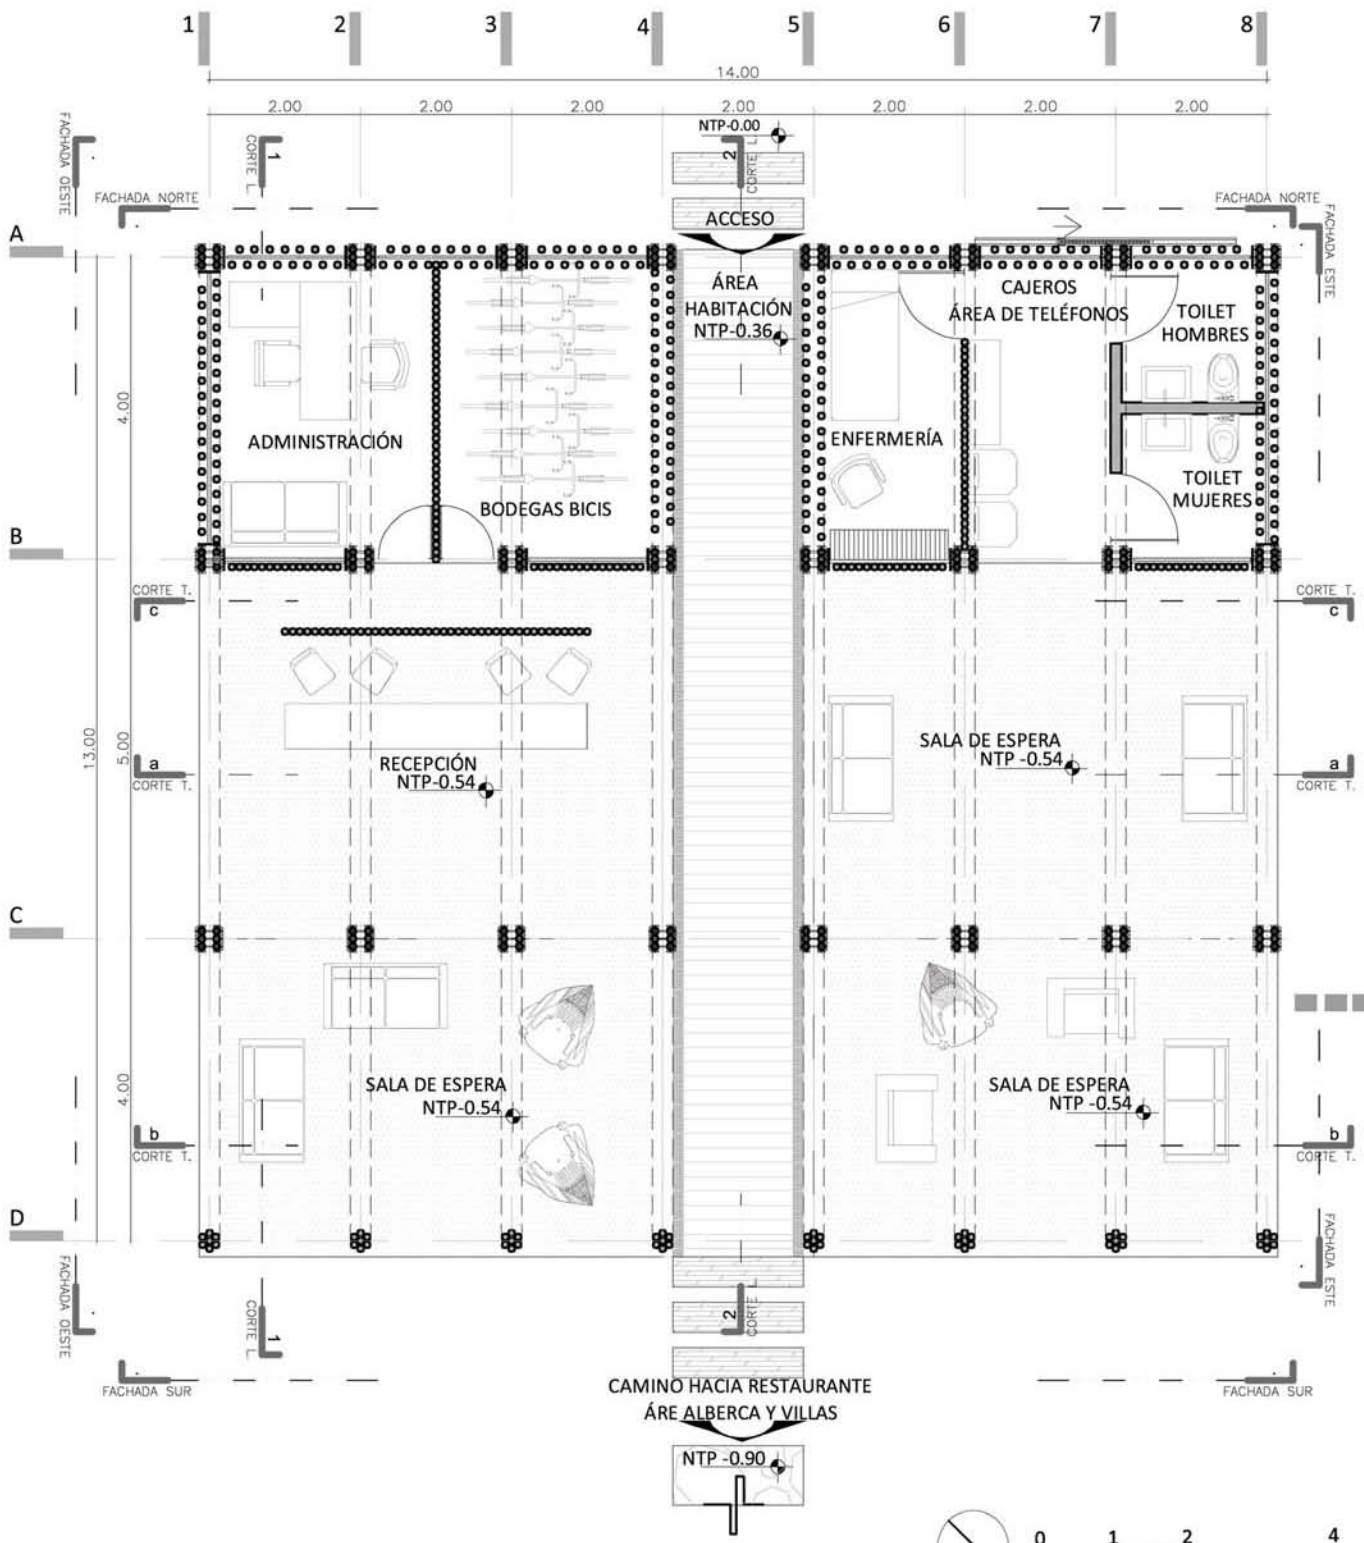 1 2 3 4 5 6 7 8
14.00
2.00 2.00 2.00 2.00 2.00 2.00 2.00
FACHADA OESTE
CORTE L. 1
NTP-0.00
2 CORTE L.
FACHADA NORTE
FACHADA NORTE
FACHADA ESTE
ACCESO
A
ÁREA
HABITACIÓN
NTP-0.36
CAJEROS
ÁREA DE TELÉFONOS
TOILET
HOMBRES
4.00
ADMINISTRACIÓN
ENFERMERÍA
BODEGAS BICIS
TOILET
MUJERES
B
CORTE T.
c
CORTE T.
c
13.00
5.00
RECEPCIÓN
NTP-0.54
SALA DE ESPERA
NTP -0.54
a
CORTE T.
a
CORTE T.
C
4.00
SALA DE ESPERA
NTP-0.54
SALA DE ESPERA
NTP -0.54
b
CORTE T.
b
CORTE T.
D
FACHADA OESTE
CORTE L. 1
2 CORTE L.
FACHADA ESTE
FACHADA SUR
FACHADA SUR
CAMINO HACIA RESTAURANTE
ÁRE ALBERCA Y VILLAS
NTP -0.90
0 1 2 4